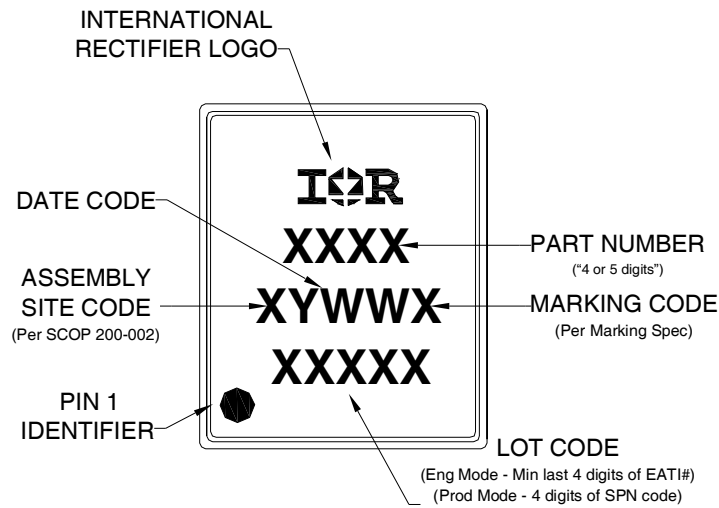 INTERNATIONAL
RECTIFIER LOGO
IOR
DATE CODE
XXXX
PART NUMBER
("4 or 5 digits")
ASSEMBLY
SITE CODE
(Per SCOP 200-002)
XYWWX
MARKING CODE
(Per Marking Spec)
XXXXX
PIN 1
IDENTIFIER
LOT CODE
(Eng Mode - Min last 4 digits of EATI#)
(Prod Mode - 4 digits of SPN code)